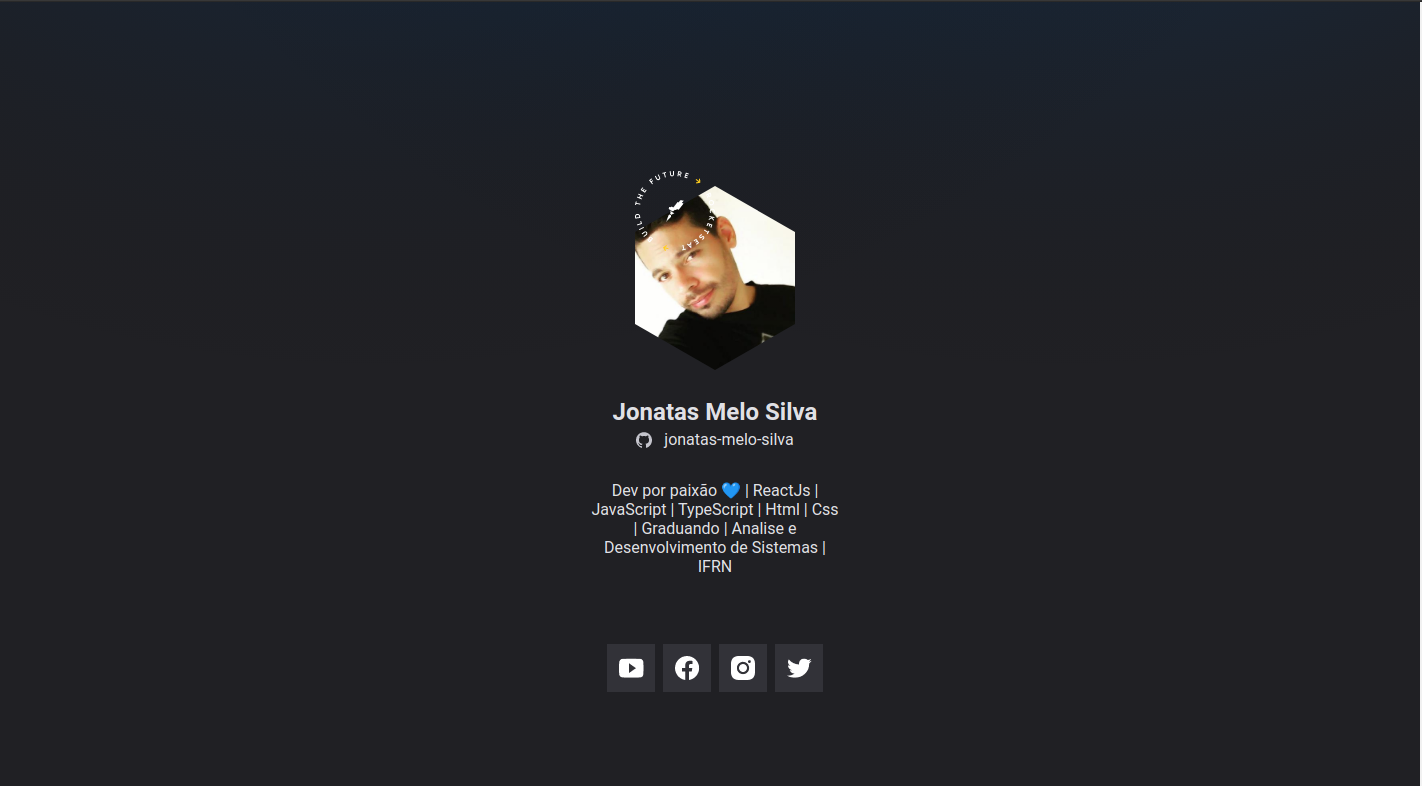 UILD THE FUTURE
KETSEAT
Jonatas Melo Silva
jonatas-melo-silva
Dev por paixão 💙 | ReactJs |
JavaScript | TypeScript | Html | Css
| Graduando | Analise e
Desenvolvimento de Sistemas |
IFRN